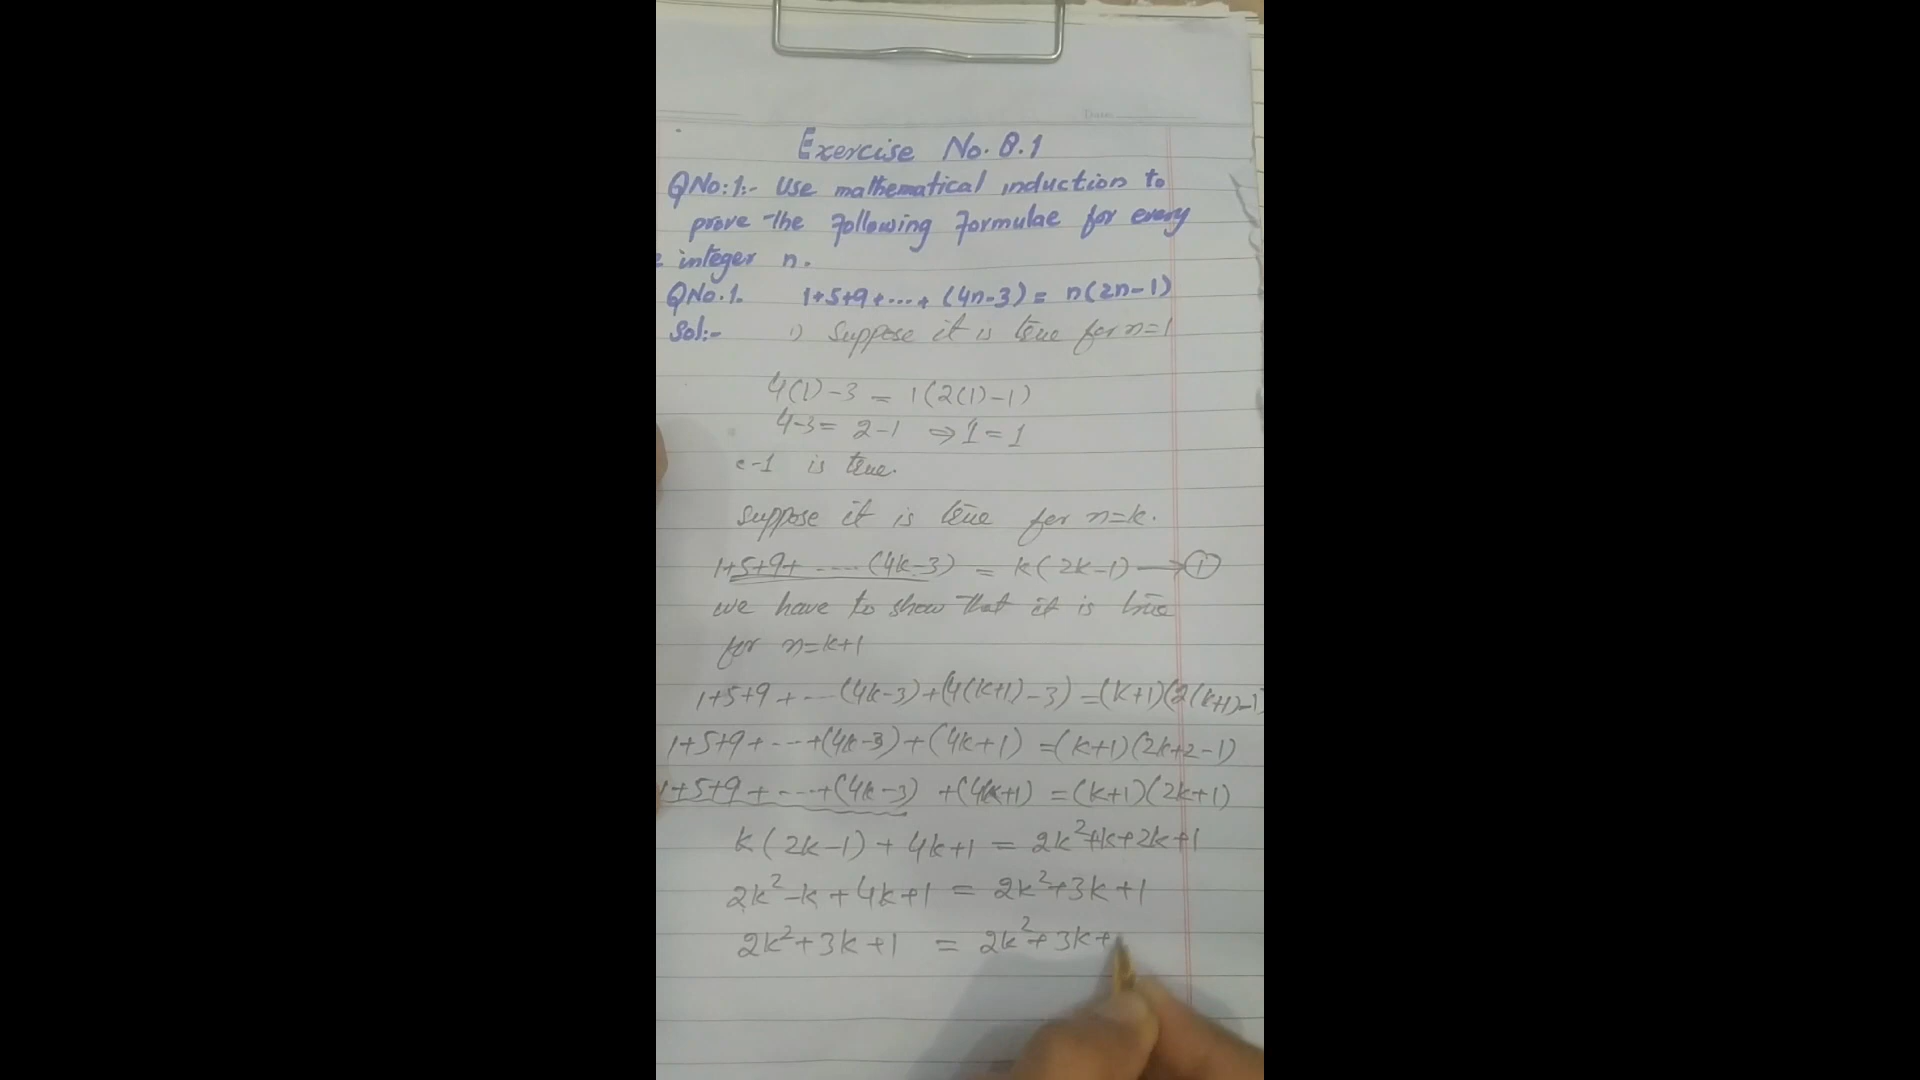 Date:
Exercise No. 8.1
QNo:1:- Use mathematical induction to
prove the following formulae for every
integer n.
QNo.1. 1+5+9+...+ (4n-3) = n(2n-1)
Sol:- 1) Suppose it is true for n=1
4(1)-3 = 1(2(1)-1)
4-3 = 2-1 ⇒ 1 = 1
c-1 is true.
Suppose it is true for n=k.
1+5+9+ .... (4k-3) = k(2k-1) → ①
we have to show that it is true
for n=k+1
1+5+9+ ... (4k-3)+(4(k+1)-3) = (k+1)(2(k+1)-1)
1+5+9+ ...+(4k-3)+(4k+1) = (k+1)(2k+2-1)
1+5+9+ ...+(4k-3) +(4k+1) = (k+1)(2k+1)
k(2k-1)+4k+1 = 2k²+k+2k+1
2k²-k+4k+1 = 2k²+3k+1
2k²+3k+1 = 2k²+3k+